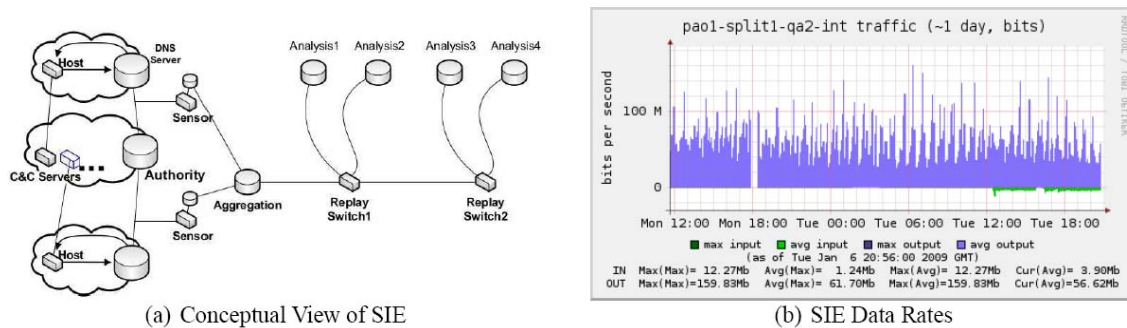 Analysis1 Analysis2 Analysis3 Analysis4
DNS
Server
Host
Sensor
C&C Servers
Authority
Aggregation
Replay
Switch1
Replay
Switch2
Sensor
Host
(a) Conceptual View of SIE
pao1-split1-qa2-int traffic (~1 day, bits)
bits per second
100 M
0
Mon 12:00 Mon 18:00 Tue 00:00 Tue 06:00 Tue 12:00 Tue 18:00
max input avg input max output avg output
(as of Tue Jan 6 20:56:00 2009 GMT)
IN Max(Max)= 12.27Mb Avg(Max)= 1.24Mb Max(Avg)= 12.27Mb Cur(Avg)= 3.90Mb
OUT Max(Max)=159.83Mb Avg(Max)= 61.70Mb Max(Avg)=159.83Mb Cur(Avg)=56.62Mb
RRDTOOL / TOBI OETIKER
(b) SIE Data Rates